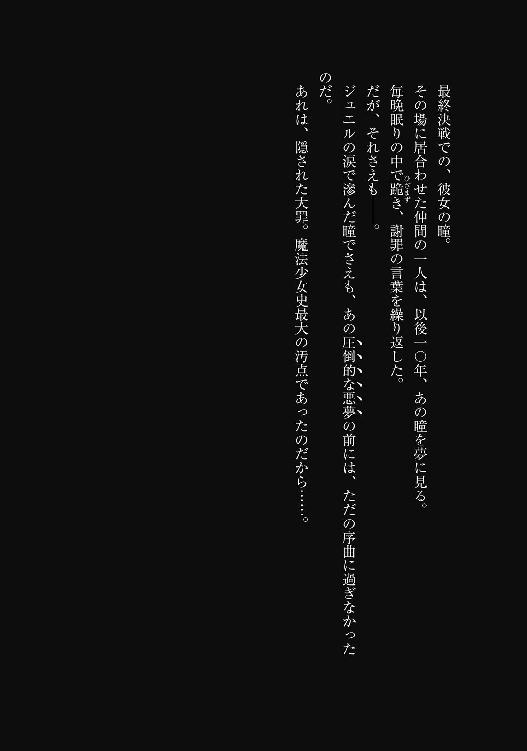 最終決戦での、彼女の瞳。
その場に居合わせた仲間の一人は、以後一〇年、あの瞳を夢に見る。
毎晩眠りの中で跪き、謝罪の言葉を繰り返した。
だが、それさえも――。
ジュニルの涙で滲んだ瞳でさえも、あの圧倒的な悪夢の前には、ただの序曲に過ぎなかった
のだ。
あれは、隠された大罪。魔法少女史最大の汚点であったのだから……。